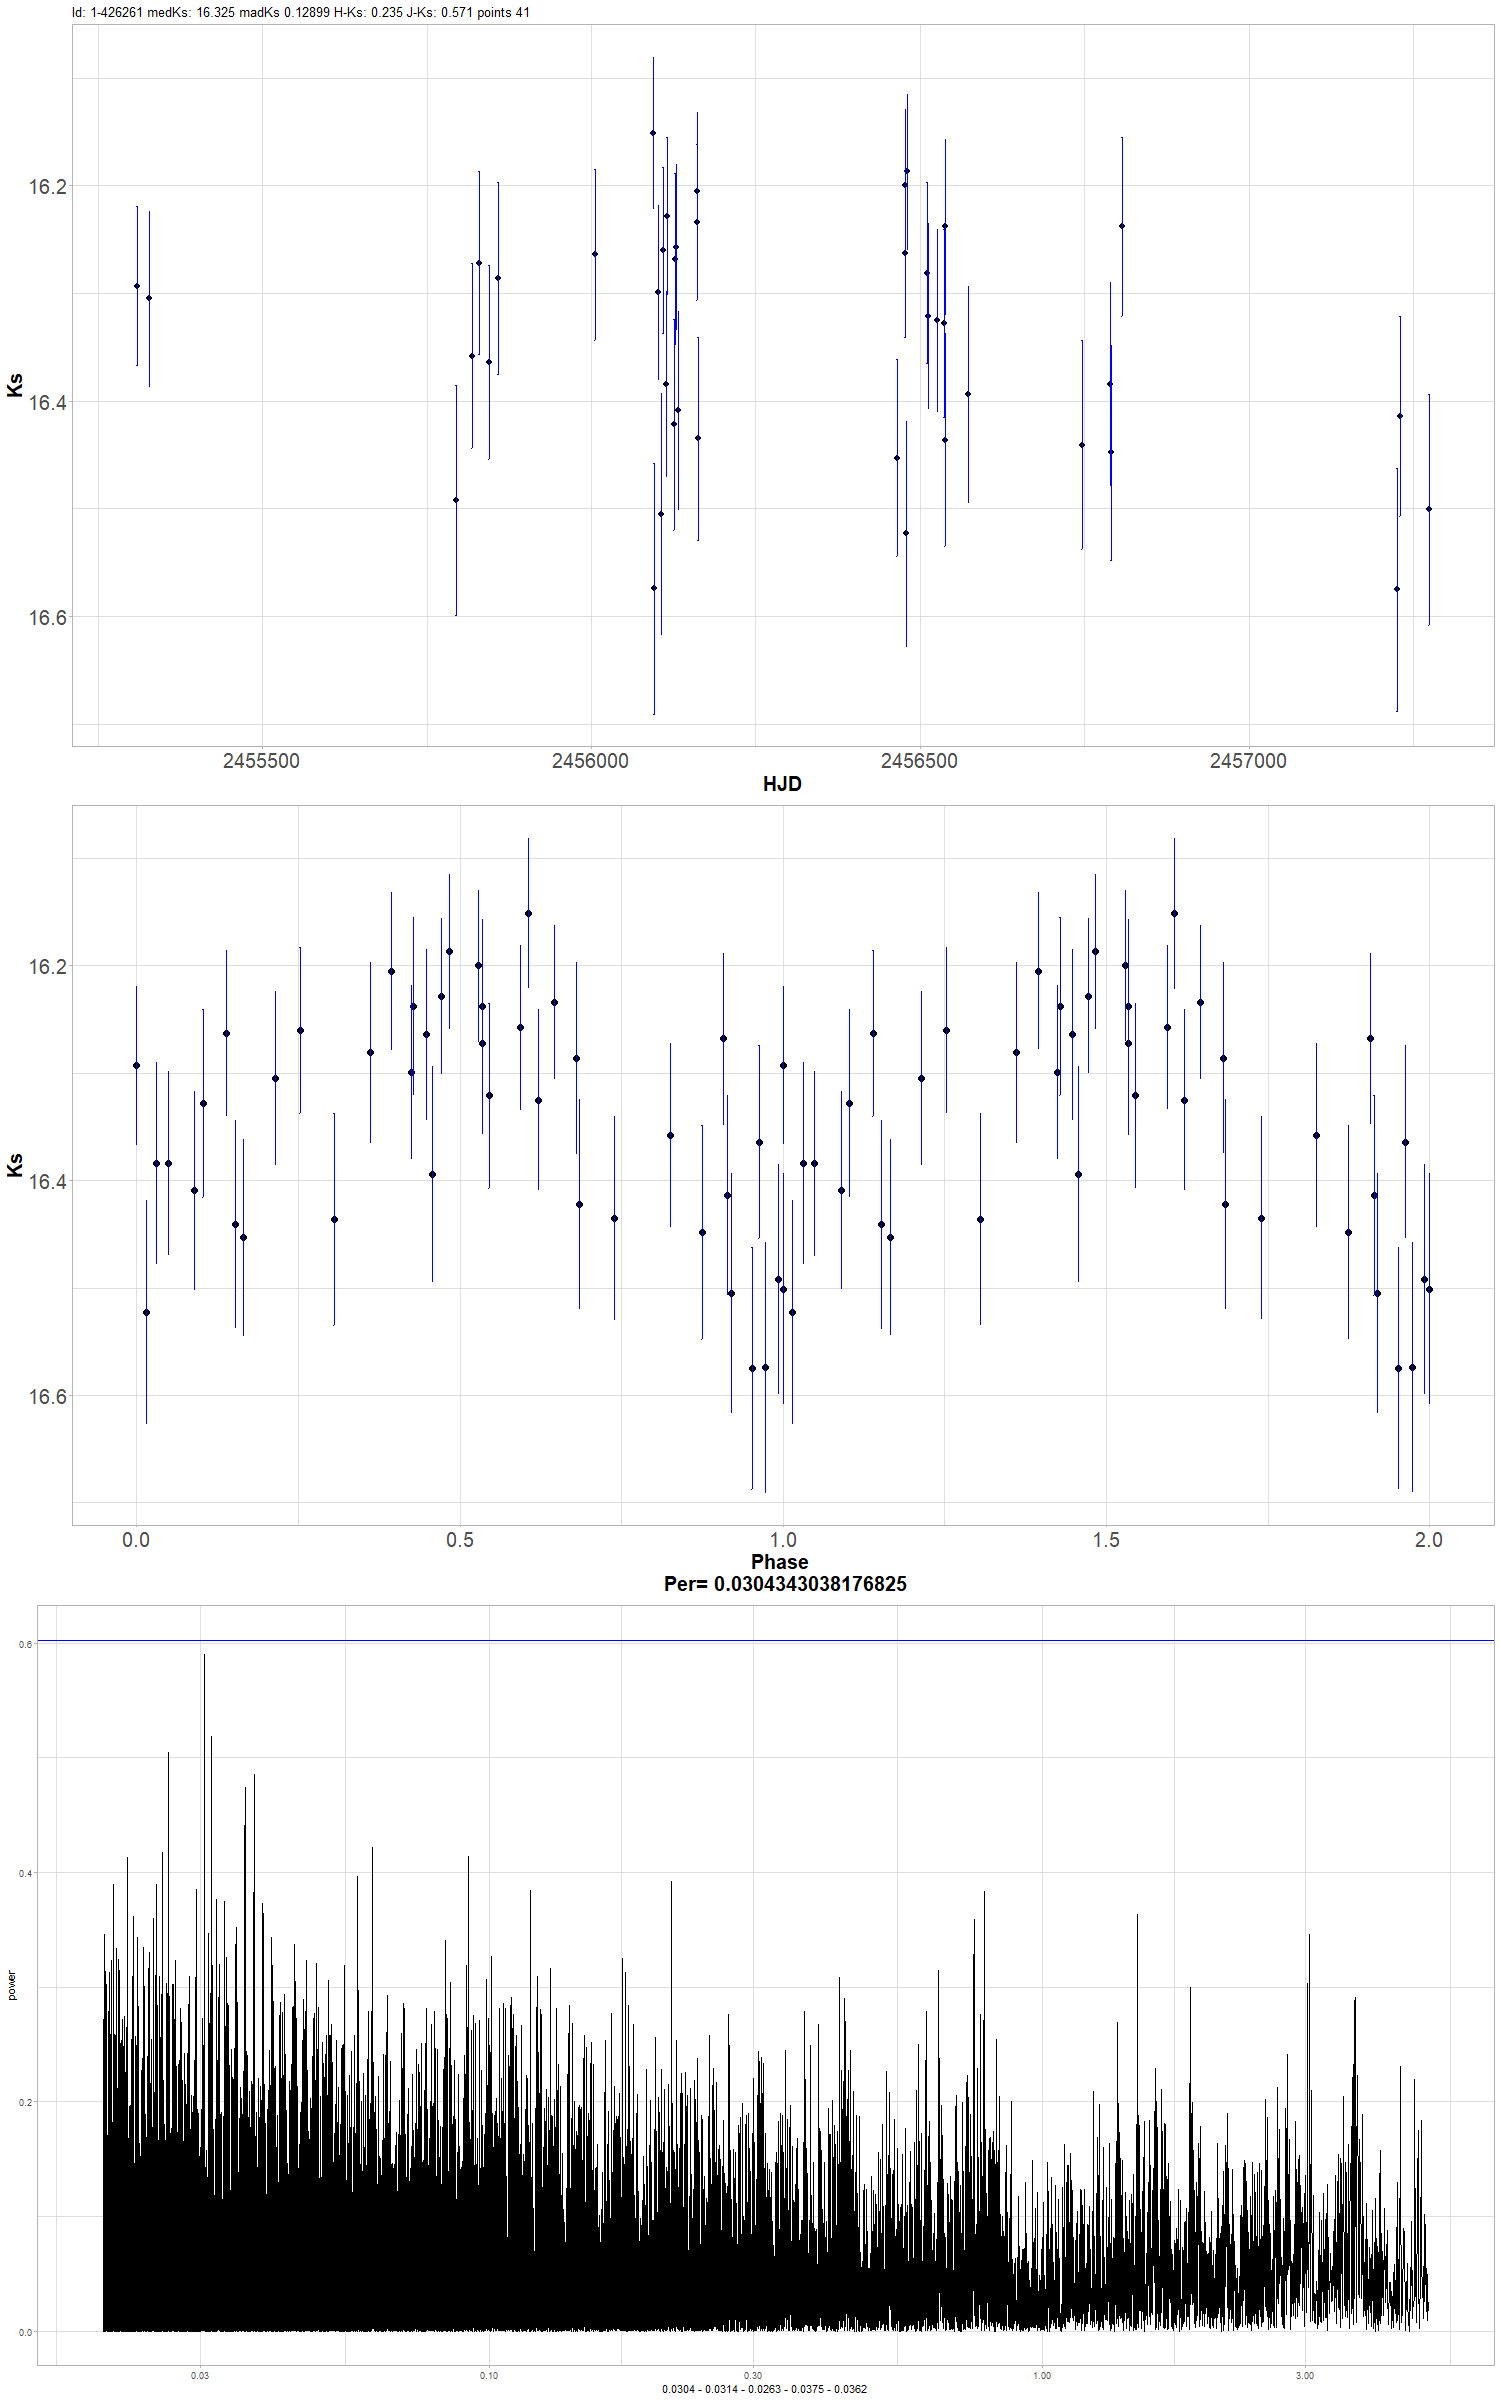 Id: 1-426261 medKs: 16.325 madKs 0.12899 H-Ks: 0.235 J-Ks: 0.571 points 41
16.2
16.4
16.6
Ks
2455500 2456000 2456500 2457000
HJD
16.2
16.4
16.6
Ks
0.0 0.5 1.0 1.5 2.0
Phase
Per= 0.0304343038176825
0.6
0.4
0.2
0.0
power
0.03 0.10 0.30 1.00 3.00
0.0304 - 0.0314 - 0.0263 - 0.0375 - 0.0362